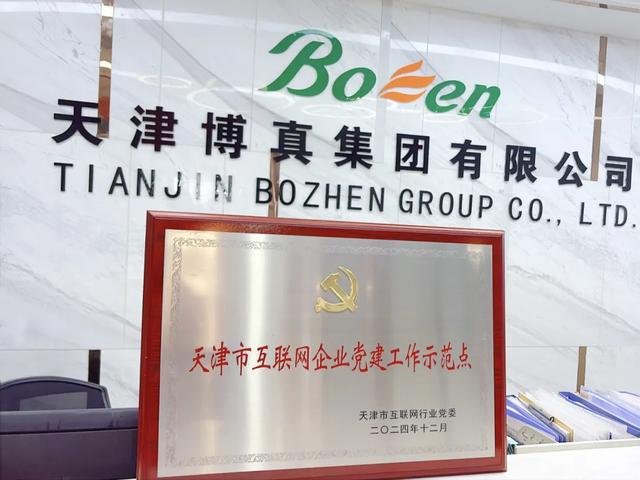 Bozen
天津博真集团有限公司
TIANJIN BOZHEN GROUP CO., LTD.
天津市互联网企业党建工作示范点
天津市互联网行业党委
二〇二四年十二月